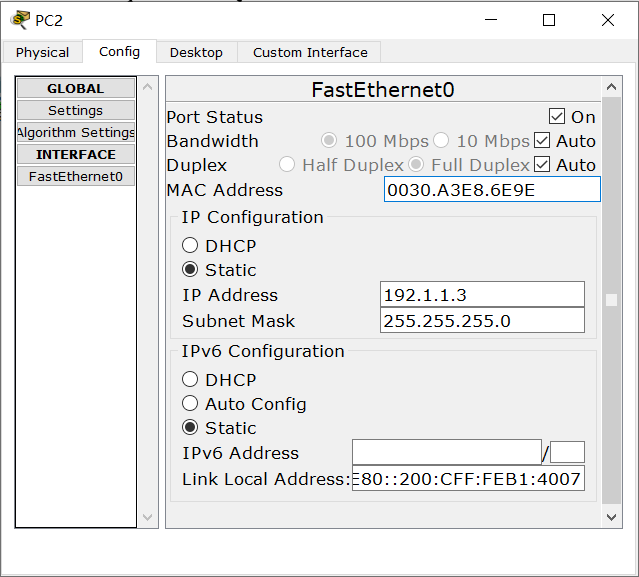 PC2
Physical Config Desktop Custom Interface
GLOBAL
Settings
Algorithm Settings
INTERFACE
FastEthernet0
FastEthernet0
Port Status On
Bandwidth 100 Mbps 10 Mbps Auto
Duplex Half Duplex Full Duplex Auto
MAC Address 0030.A3E8.6E9E
IP Configuration
DHCP
Static
IP Address 192.1.1.3
Subnet Mask 255.255.255.0
IPv6 Configuration
DHCP
Auto Config
Static
IPv6 Address /
Link Local Address: E80::200:CFF:FEB1:4007